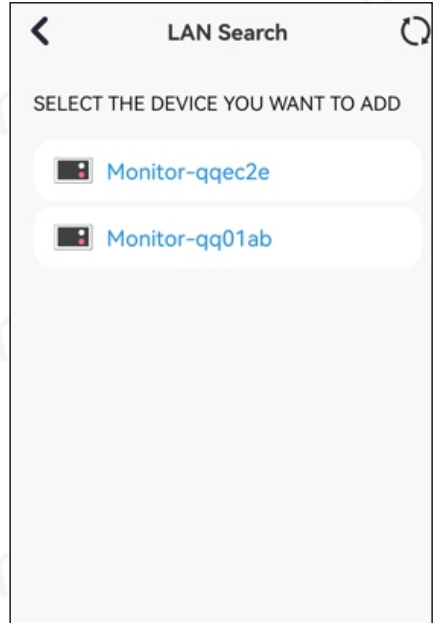 LAN Search
SELECT THE DEVICE YOU WANT TO ADD
Monitor-qqec2e
Monitor-qq01ab